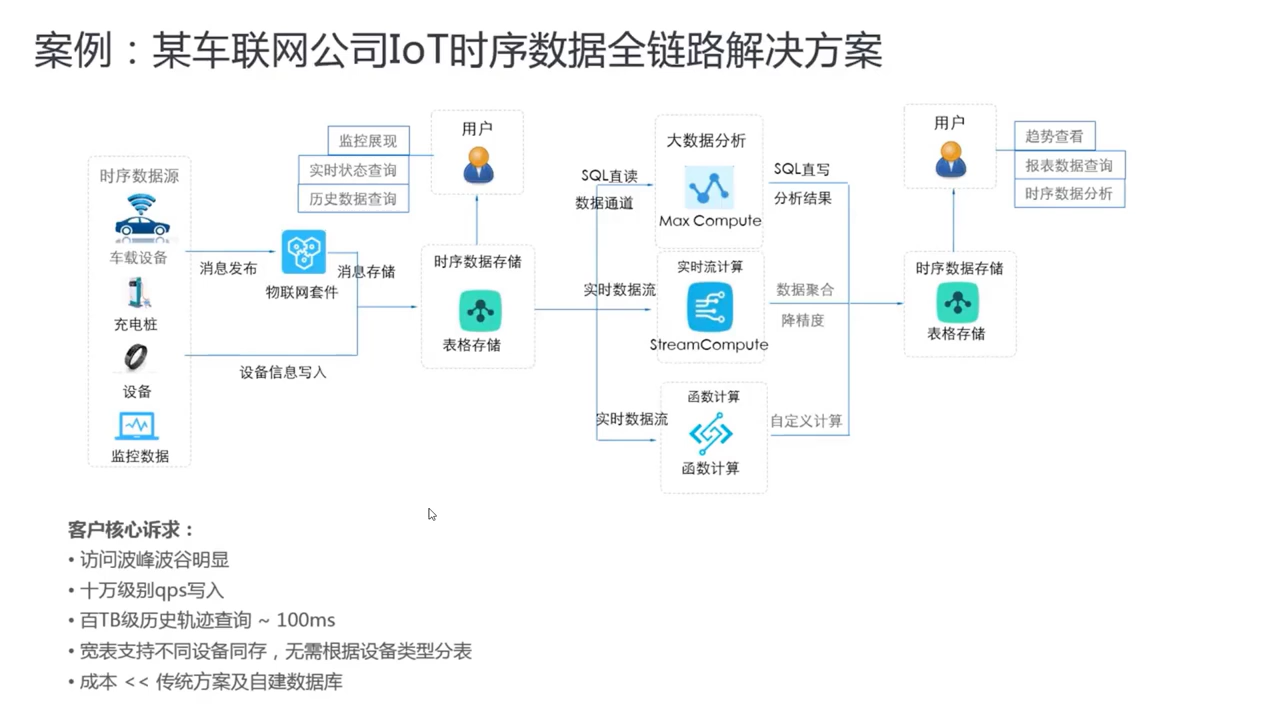 案例：某车联网公司IoT时序数据全链路解决方案
时序数据源
车载设备
充电桩
设备
监控数据
消息发布
物联网套件
消息存储
设备信息写入
监控展现
实时状态查询
历史数据查询
用户
时序数据存储
表格存储
SQL直读
数据通道
实时数据流
实时数据流
大数据分析
Max Compute
实时流计算
StreamCompute
函数计算
函数计算
SQL直写
分析结果
数据聚合
降精度
自定义计算
用户
趋势查看
报表数据查询
时序数据分析
时序数据存储
表格存储
客户核心诉求：
• 访问波峰波谷明显
• 十万级别qps写入
• 百TB级历史轨迹查询 ~ 100ms
• 宽表支持不同设备同存，无需根据设备类型分表
• 成本 << 传统方案及自建数据库